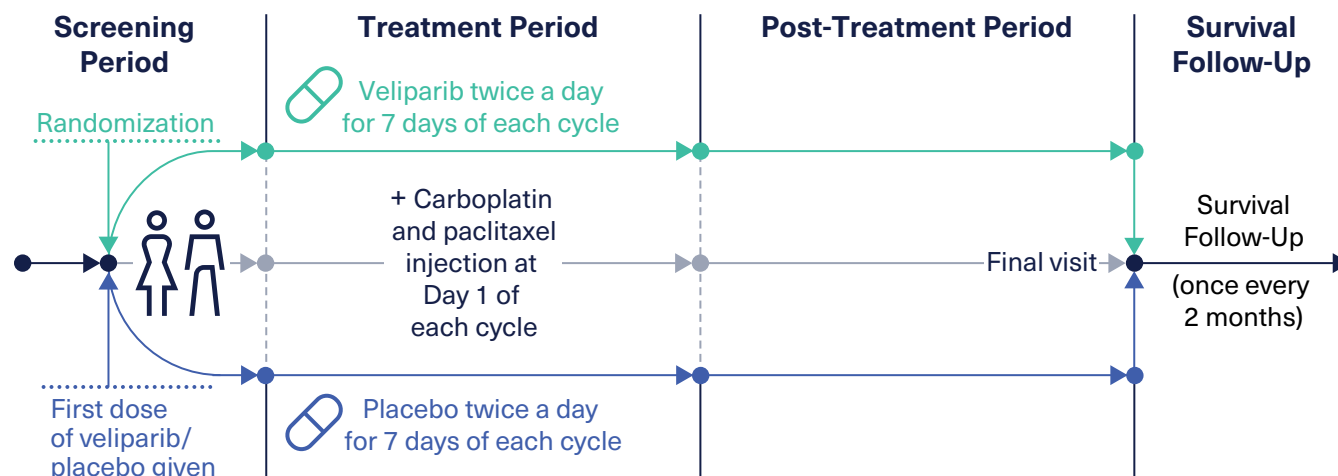 Screening
Period
Treatment Period
Post-Treatment Period
Survival
Follow-Up
Randomization
Veliparib twice a day
for 7 days of each cycle
+ Carboplatin
and paclitaxel
injection at
Day 1 of
each cycle
Final visit
Survival
Follow-Up
(once every
2 months)
First dose
of veliparib/
placebo given
Placebo twice a day
for 7 days of each cycle